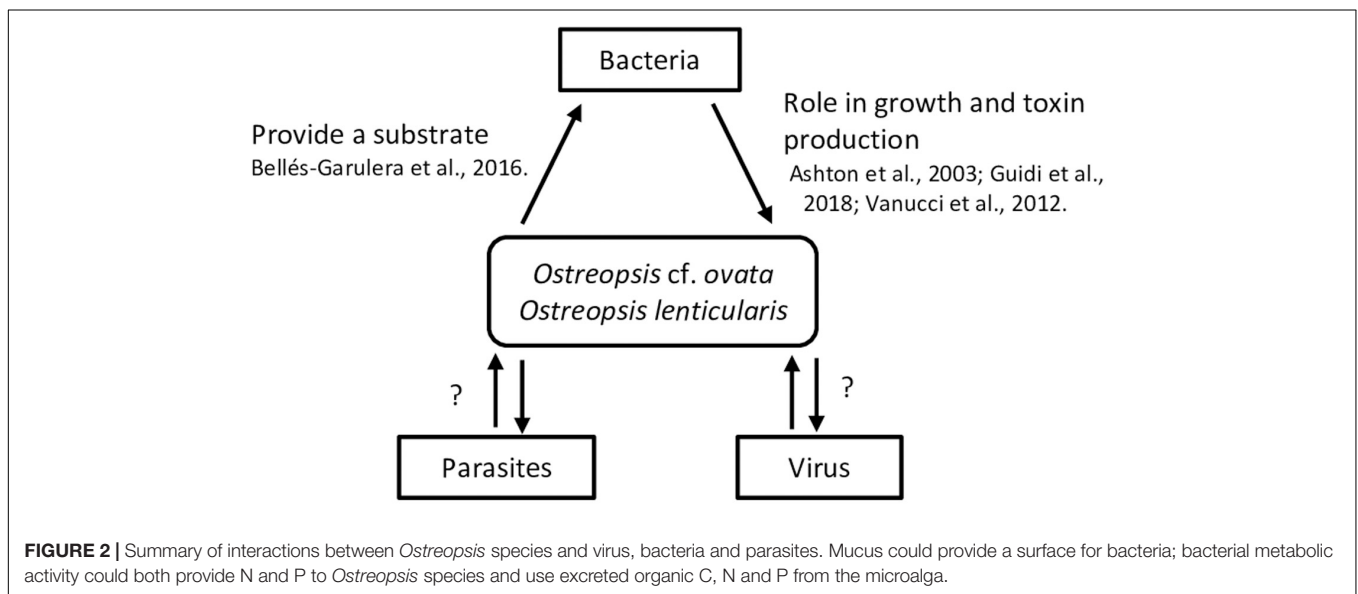 Bacteria
Provide a substrate
Bellés-Garulera et al., 2016.
Role in growth and toxin
production
Ashton et al., 2003; Guidi et al.,
2018; Vanucci et al., 2012.
Ostreopsis cf. ovata
Ostreopsis lenticularis
?
?
Parasites
Virus
FIGURE 2 | Summary of interactions between Ostreopsis species and virus, bacteria and parasites. Mucus could provide a surface for bacteria; bacterial metabolic
activity could both provide N and P to Ostreopsis species and use excreted organic C, N and P from the microalga.